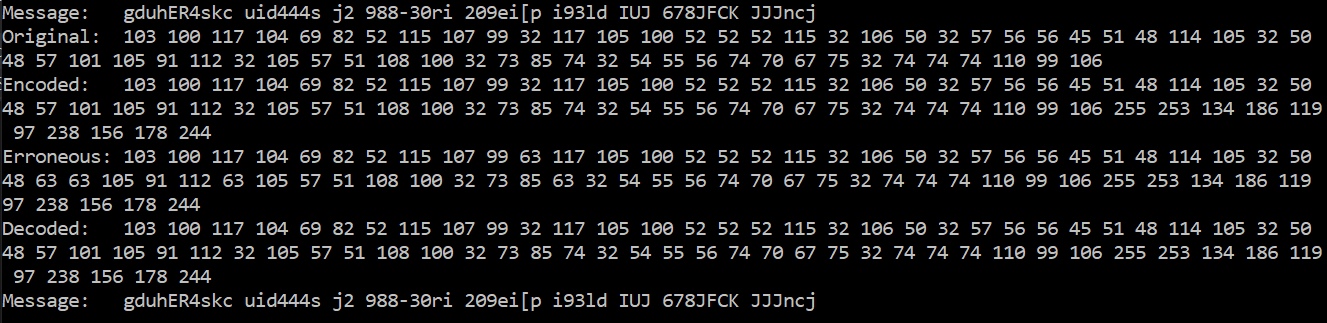 Message:   gduhER4skc uid444s j2 988-30ri 209ei[p i93ld IUJ 678JFCK JJJncj
Original:  103 100 117 104 69 82 52 115 107 99 32 117 105 100 52 52 52 115 32 106 50 32 57 56 56 45 51 48 114 105 32 50
48 57 101 105 91 112 32 105 57 51 108 100 32 73 85 74 32 54 55 56 74 70 67 75 32 74 74 74 110 99 106
Encoded:   103 100 117 104 69 82 52 115 107 99 32 117 105 100 52 52 52 115 32 106 50 32 57 56 56 45 51 48 114 105 32 50
48 57 101 105 91 112 32 105 57 51 108 100 32 73 85 74 32 54 55 56 74 70 67 75 32 74 74 74 110 99 106 255 253 134 186 119
 97 238 156 178 244
Erroneous: 103 100 117 104 69 82 52 115 107 99 63 117 105 100 52 52 52 115 32 106 50 32 57 56 56 45 51 48 114 105 32 50
48 63 63 105 91 112 63 105 57 51 108 100 32 73 85 63 32 54 55 56 74 70 67 75 32 74 74 74 110 99 106 255 253 134 186 119
97 238 156 178 244
Decoded:   103 100 117 104 69 82 52 115 107 99 32 117 105 100 52 52 52 115 32 106 50 32 57 56 56 45 51 48 114 105 32 50
48 57 101 105 91 112 32 105 57 51 108 100 32 73 85 74 32 54 55 56 74 70 67 75 32 74 74 74 110 99 106 255 253 134 186 119
 97 238 156 178 244
Message:   gduhER4skc uid444s j2 988-30ri 209ei[p i93ld IUJ 678JFCK JJJncj